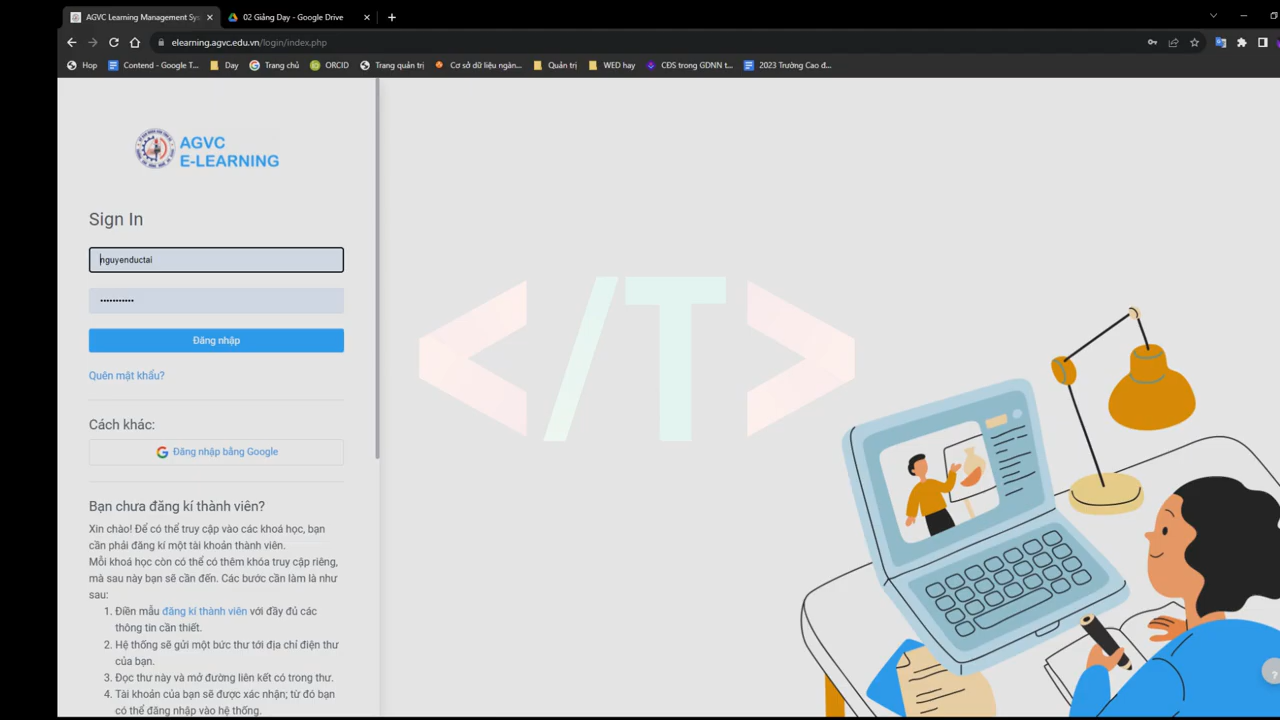 AGVC Learning Management Sy
02 Giảng Dạy - Google Drive
elearning.agvc.edu.vn/login/index.php
Hop
Contend - Google T...
Day
Trang chủ
ORCID
Trang quản trị
Cơ sở dữ liệu ngàn...
Quản trị
WED hay
CĐS trong GDNN t...
2023 Trường Cao đ...
AGVC
E-LEARNING
Sign In
nguyenductai
Đăng nhập
Quên mật khẩu?
Cách khác:
Đăng nhập bằng Google
Bạn chưa đăng kí thành viên?
Xin chào! Để có thể truy cập vào các khoá học, bạn
cần phải đăng kí một tài khoản thành viên.
Mỗi khoá học còn có thể có thêm khóa truy cập riêng,
mà sau này bạn sẽ cần đến. Các bước cần làm là như
sau:
1. Điền mẫu đăng kí thành viên với đầy đủ các
thông tin cần thiết.
2. Hệ thống sẽ gửi một bức thư tới địa chỉ điện thư
của bạn.
3. Đọc thư này và mở đường liên kết có trong thư.
4. Tài khoản của bạn sẽ được xác nhận; từ đó bạn
có thể đăng nhập vào hệ thống.
</T>
?